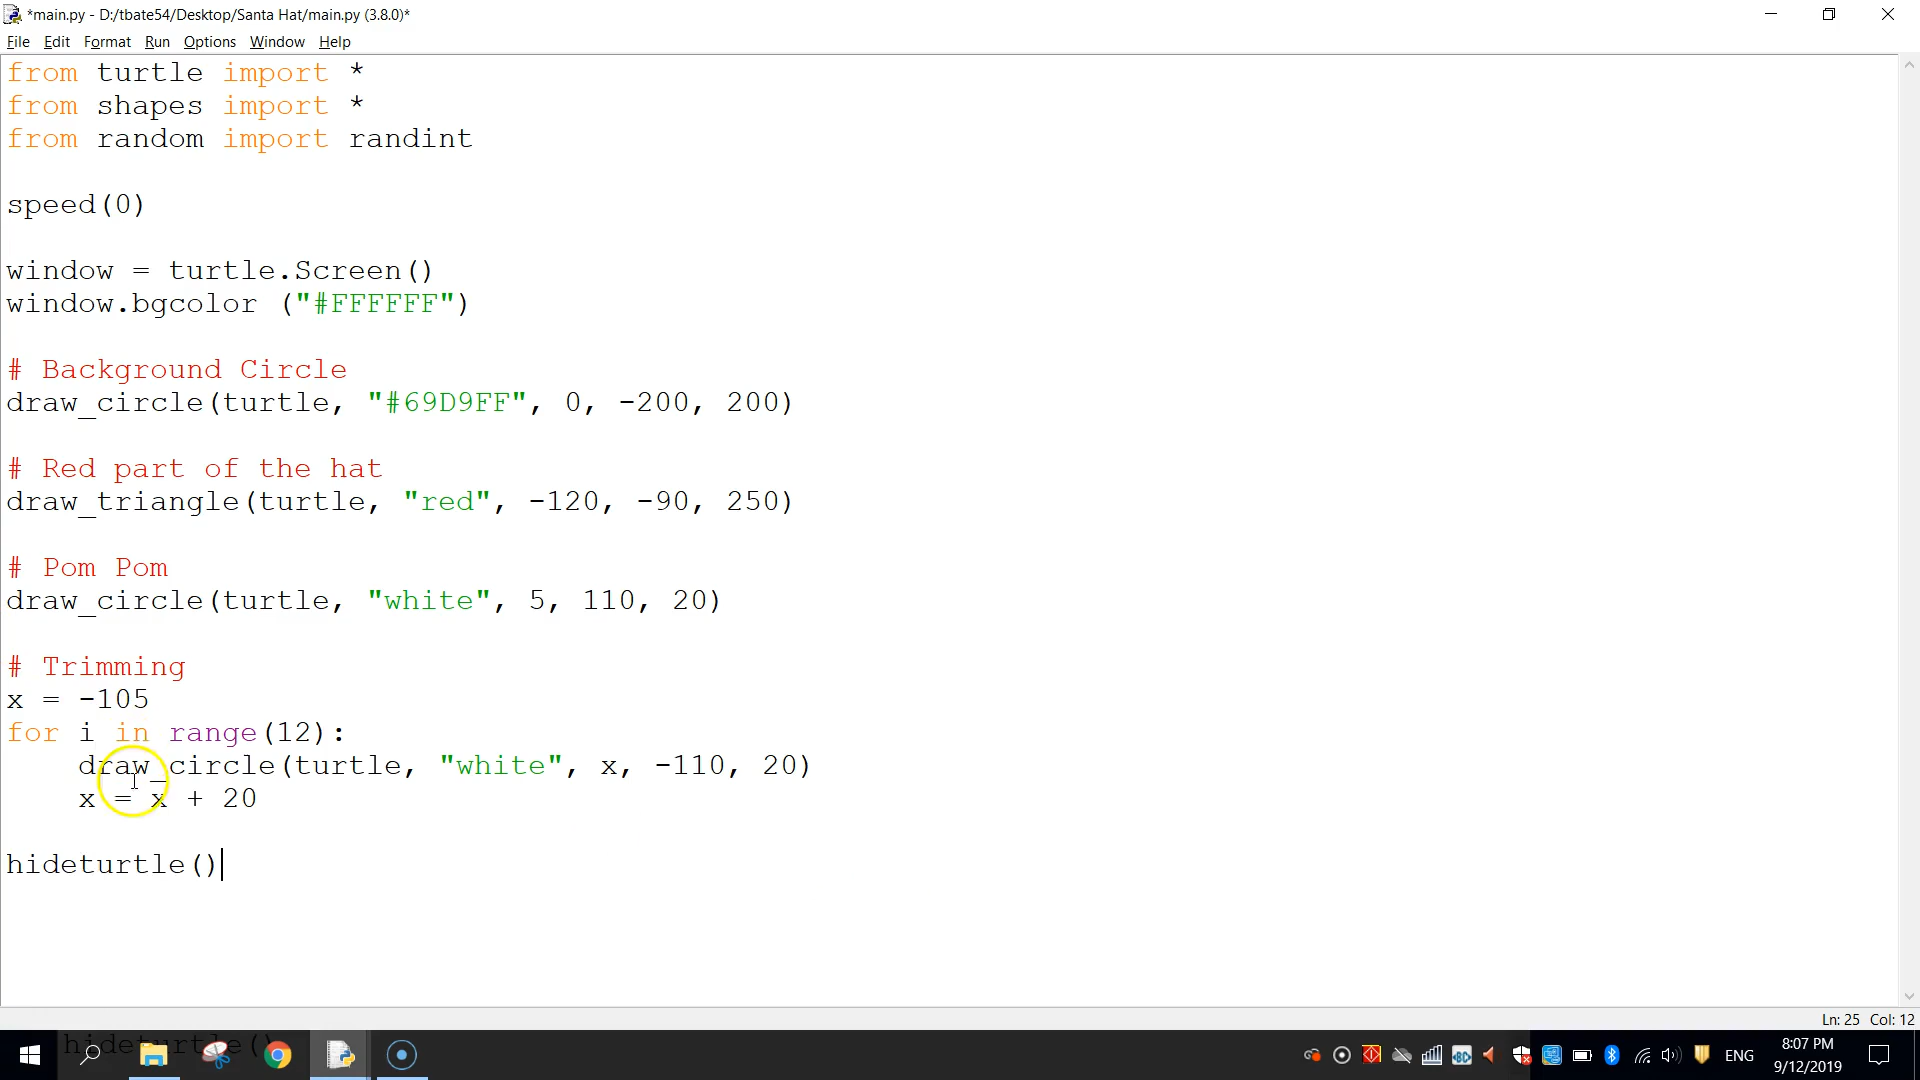 *main.py - D:/tbate54/Desktop/Santa Hat/main.py (3.8.0)*
File Edit Format Run Options Window Help
from turtle import *
from shapes import *
from random import randint
speed(0)
window = turtle.Screen()
window.bgcolor ("#FFFFFF")
# Background Circle
draw_circle(turtle, "#69D9FF", 0, -200, 200)
# Red part of the hat
draw_triangle(turtle, "red", -120, -90, 250)
# Pom Pom
draw_circle(turtle, "white", 5, 110, 20)
# Trimming
x = -105
for i in range(12):
    draw_circle(turtle, "white", x, -110, 20)
    x = x + 20
hideturtle()
Ln: 25 Col: 12
hideturtle()
ENG
8:07 PM
9/12/2019